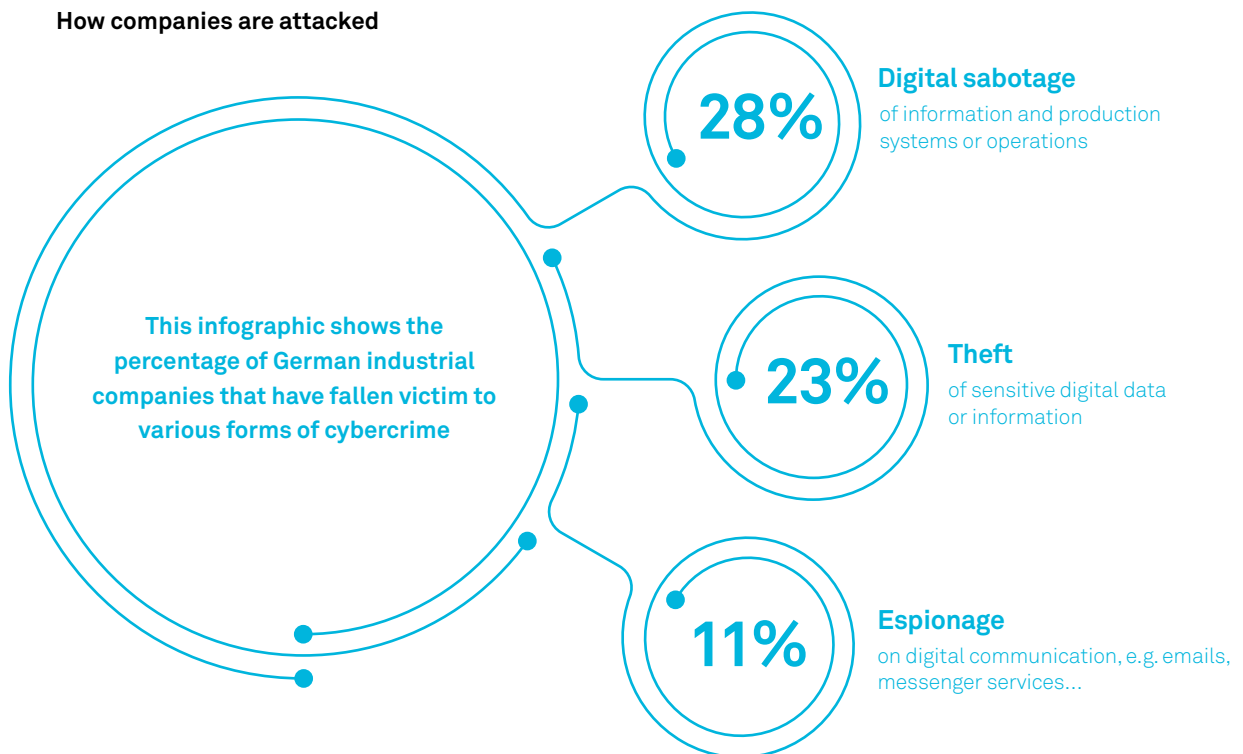 How companies are attacked
This infographic shows the
percentage of German industrial
companies that have fallen victim to
various forms of cybercrime
28%
Digital sabotage
of information and production
systems or operations
23%
Theft
of sensitive digital data
or information
11%
Espionage
on digital communication, e.g. emails,
messenger services...